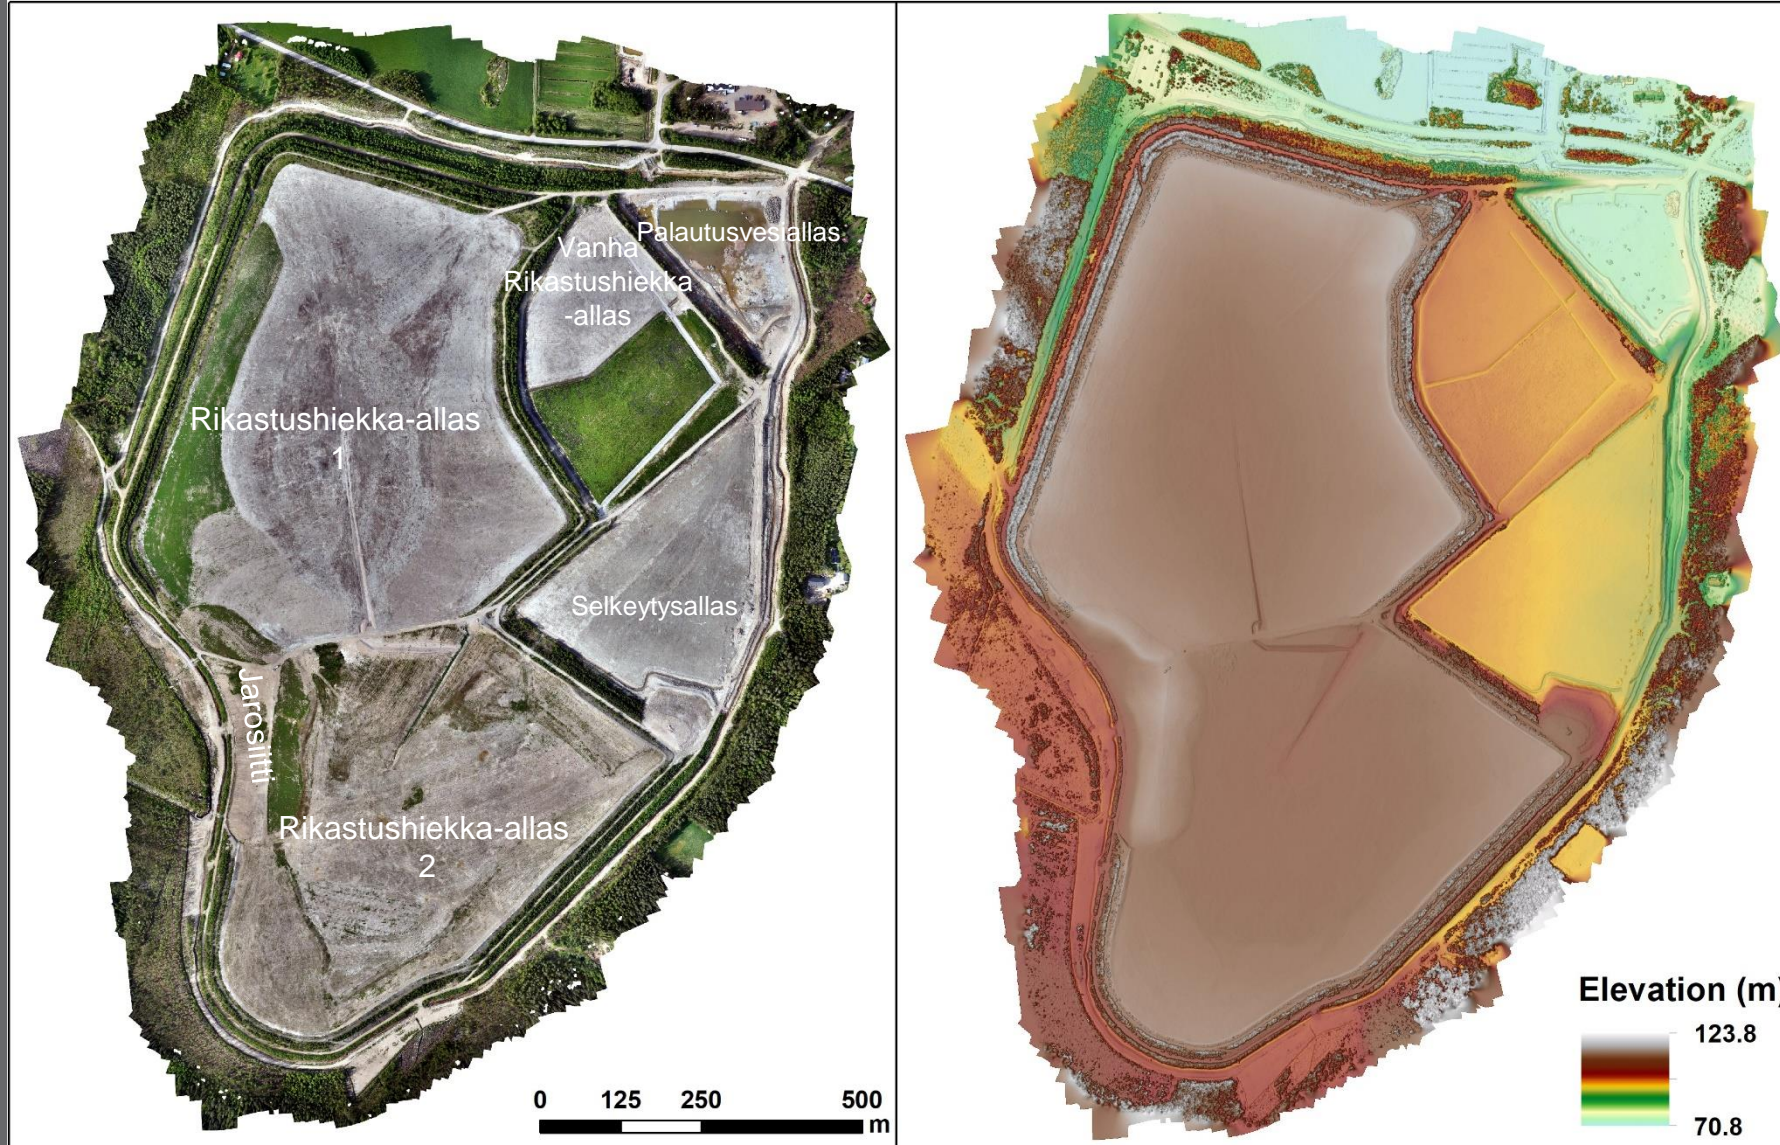 Palautusvesiallas
Vanha
Rikastushiekka
-allas
Rikastushiekka-allas
1
Selkeytysallas
Jarosiitti
Rikastushiekka-allas
2
0 125 250 500
m
Elevation (m)
123.8
70.8